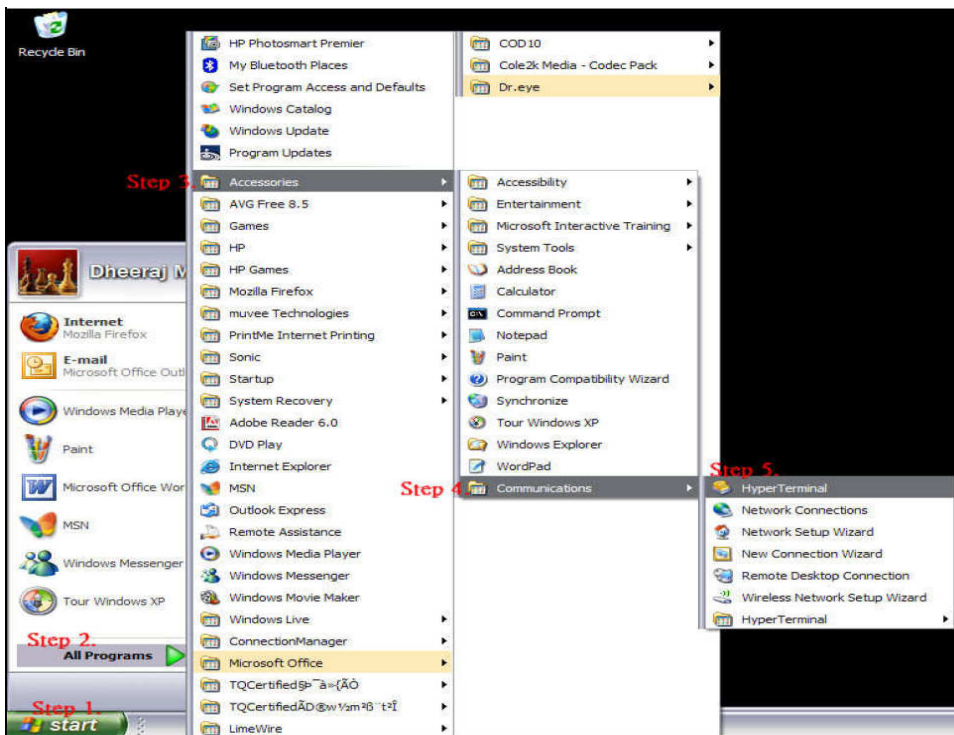 Recycle Bin
HP Photosmart Premier
My Bluetooth Places
Set Program Access and Defaults
Windows Catalog
Windows Update
Program Updates
COD10
Cole2k Media - Codec Pack
Dr.eye
Step 3.
Accessories
AVG Free 8.5
Games
HP
HP Games
Mozilla Firefox
muvee Technologies
PrintMe Internet Printing
Sonic
Startup
System Recovery
Adobe Reader 6.0
DVD Play
Internet Explorer
MSN
Outlook Express
Remote Assistance
Windows Media Player
Windows Messenger
Windows Movie Maker
Windows Live
ConnectionManager
Microsoft Office
TQCertified
TQCertified
LimeWire
Accessibility
Entertainment
Microsoft Interactive Training
System Tools
Address Book
Calculator
Command Prompt
Notepad
Paint
Program Compatibility Wizard
Synchronize
Tour Windows XP
Windows Explorer
WordPad
Step 4.
Communications
Step 5.
HyperTerminal
Network Connections
Network Setup Wizard
New Connection Wizard
Remote Desktop Connection
Wireless Network Setup Wizard
HyperTerminal
Dheeraj M
Internet
Mozilla Firefox
E-mail
Microsoft Office Outl
Windows Media Playe
Paint
Microsoft Office Wor
MSN
Windows Messenger
Tour Windows XP
Step 2.
All Programs
Step 1.
start